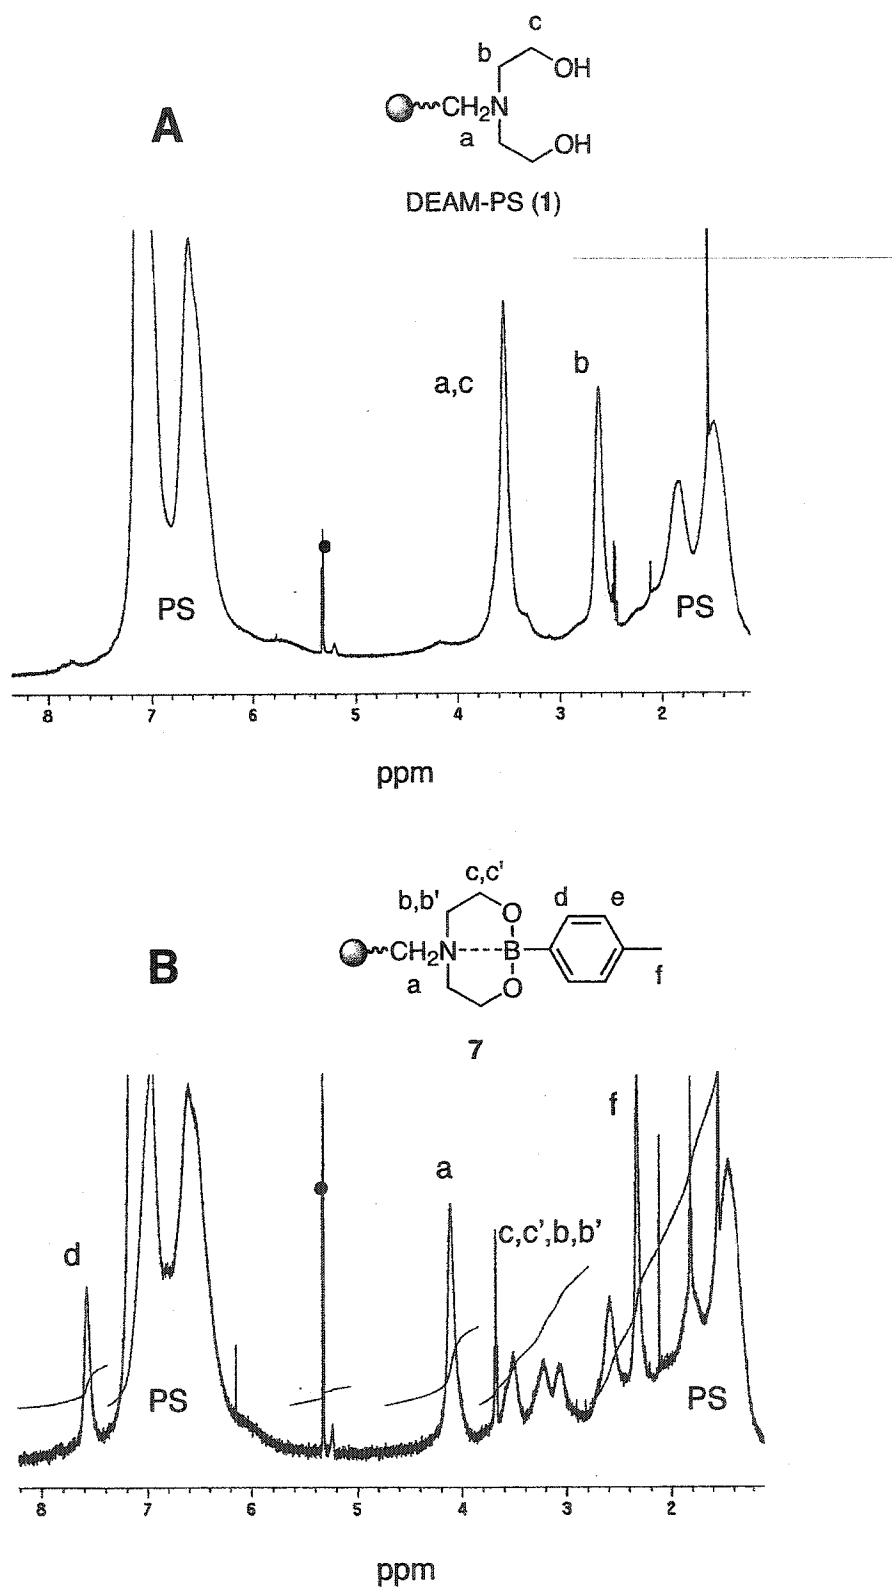 A
c
b
OH
CH₂N
a
OH
DEAM-PS (1)
a,c
b
PS
PS
8 7 6 5 4 3 2
ppm
B
c,c'
b,b'
O
d
e
CH₂N
B
a
O
f
7
f
a
c,c',b,b'
d
PS
PS
8 7 6 5 4 3 2
ppm